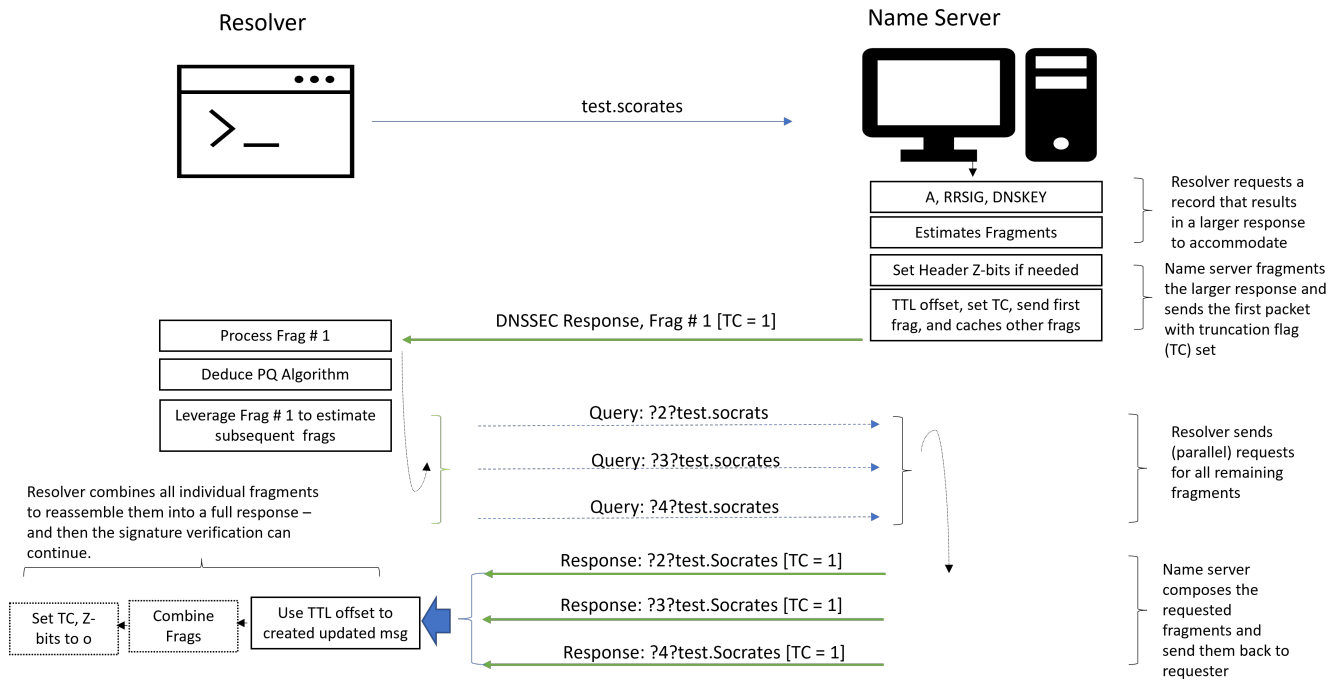 Resolver
Name Server
>_
test.scorates
A, RRSIG, DNSKEY
Estimates Fragments
Set Header Z-bits if needed
TTL offset, set TC, send first
frag, and caches other frags
Resolver requests a
record that results
in a larger response
to accommodate
Name server fragments
the larger response and
sends the first packet
with truncation flag
(TC) set
DNSSEC Response, Frag # 1 [TC = 1]
Process Frag # 1
Deduce PQ Algorithm
Leverage Frag # 1 to estimate
subsequent frags
Query: ?2?test.socrats
Query: ?3?test.socrates
Query: ?4?test.socrates
Resolver sends
(parallel) requests
for all remaining
fragments
Resolver combines all individual fragments
to reassemble them into a full response –
and then the signature verification can
continue.
Response: ?2?test.Socrates [TC = 1]
Response: ?3?test.Socrates [TC = 1]
Response: ?4?test.Socrates [TC = 1]
Name server
composes the
requested
fragments and
send them back to
requester
Set TC, Z-
bits to o
Combine
Frags
Use TTL offset to
created updated msg